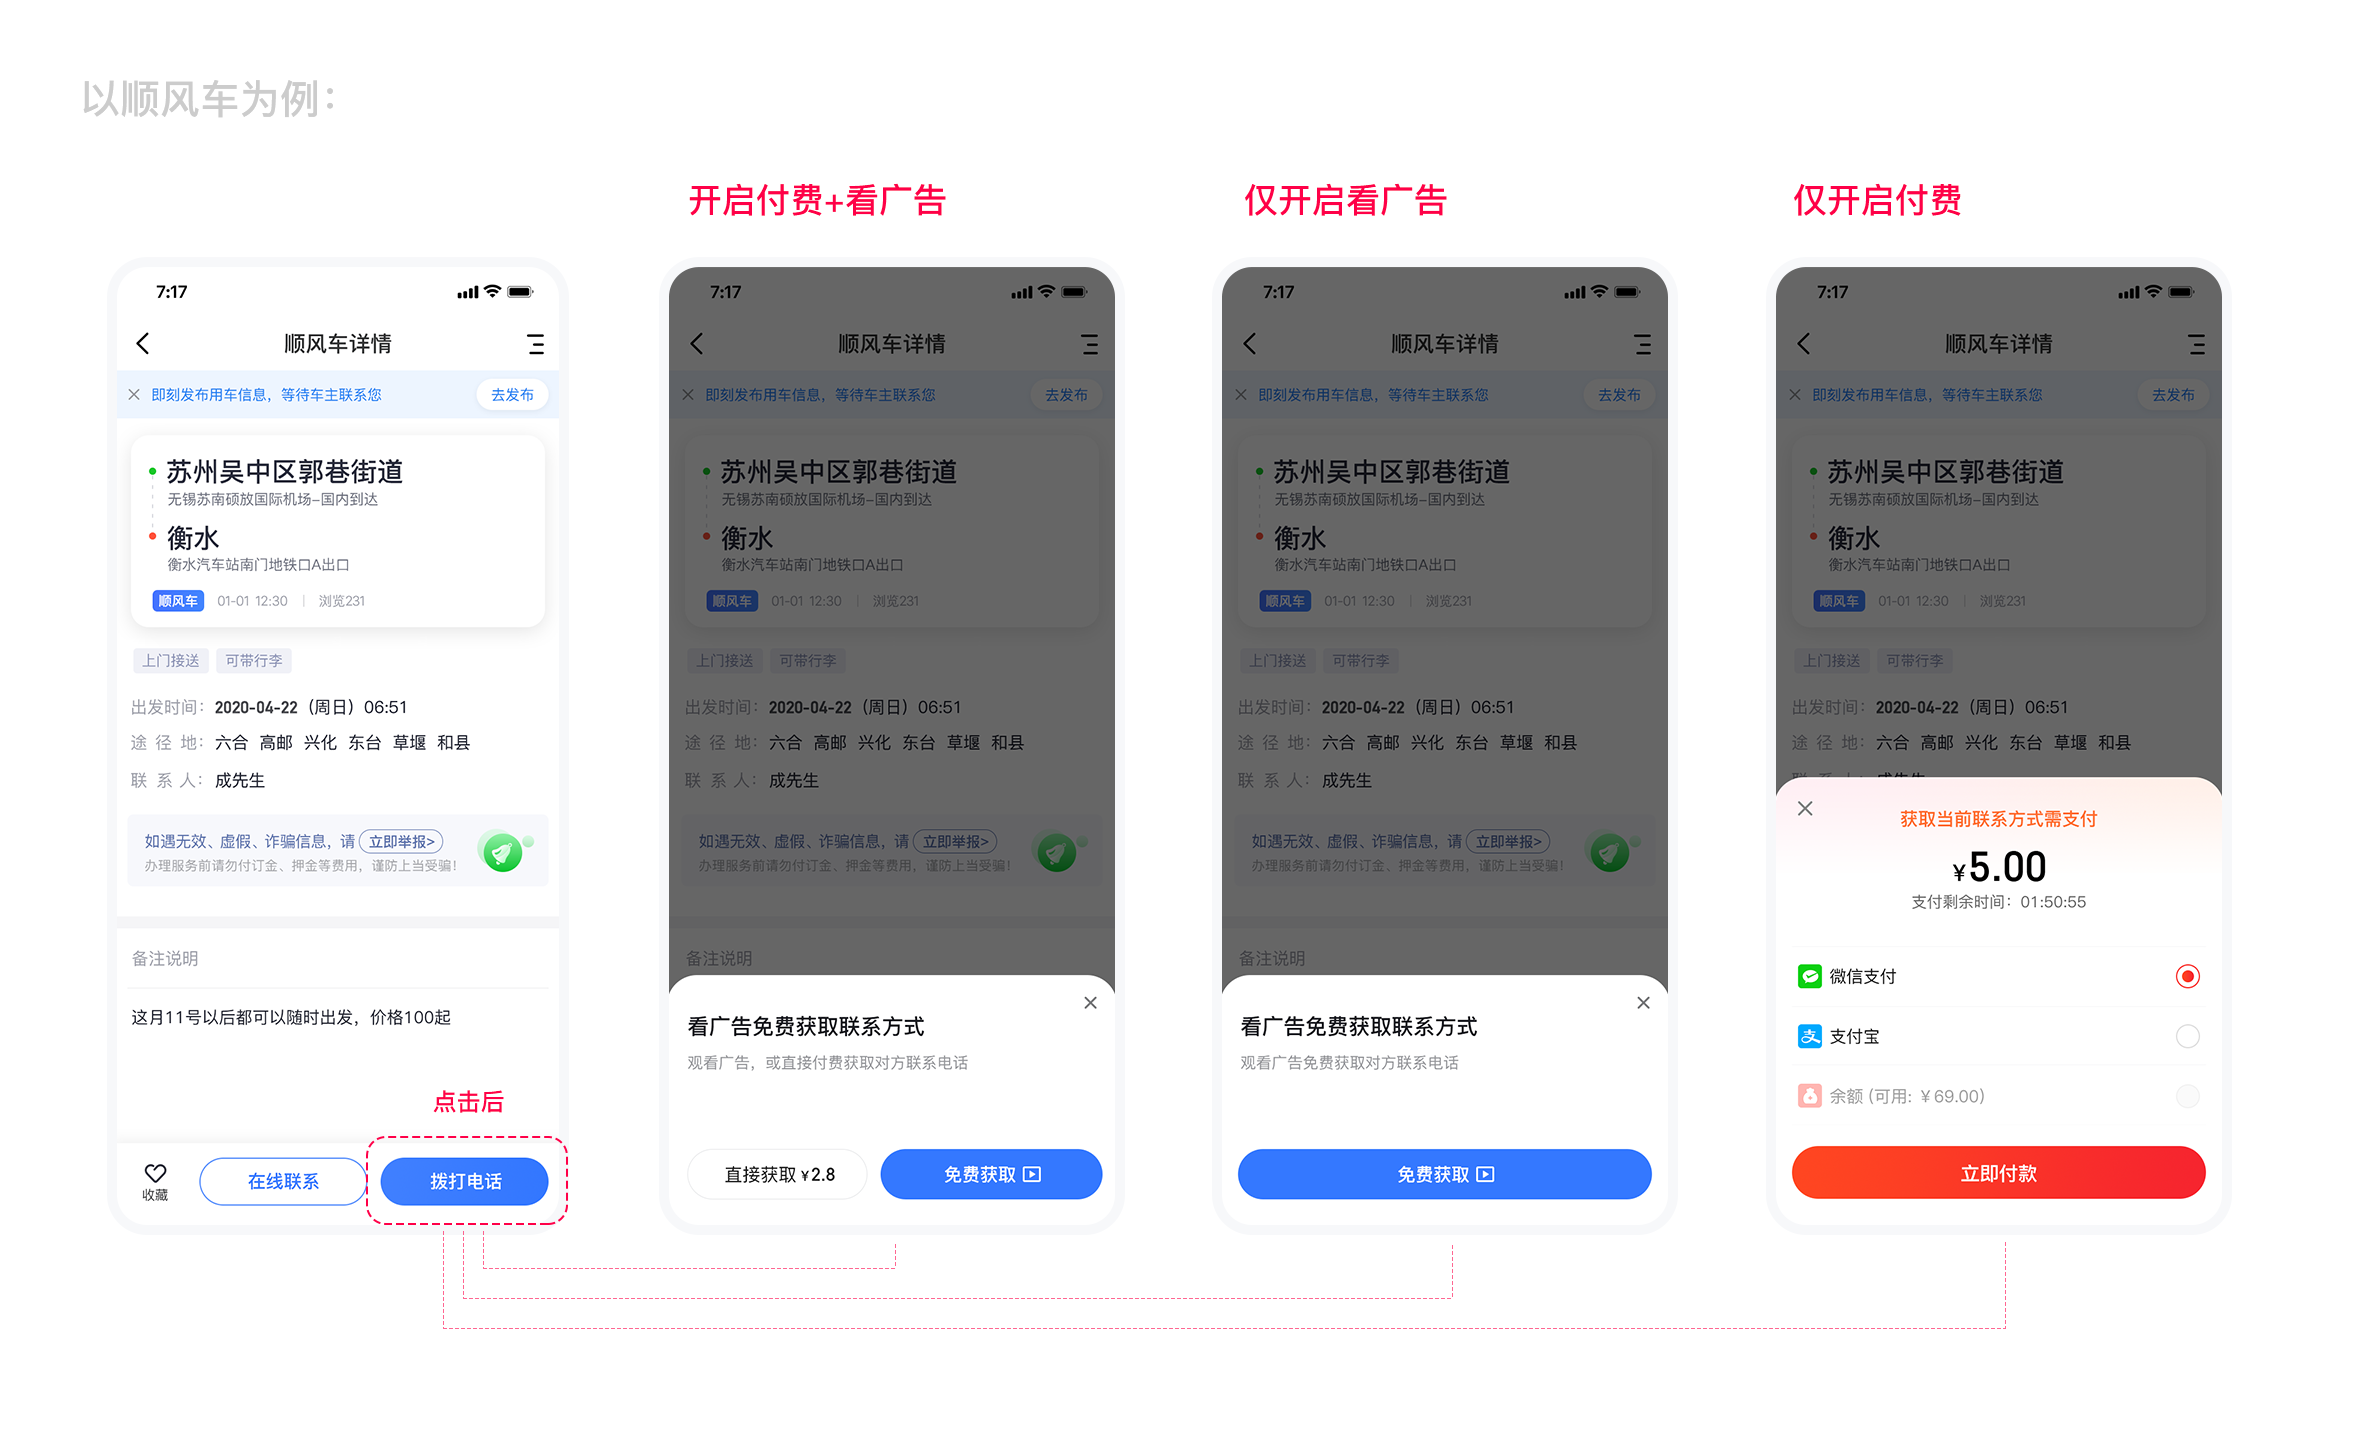 以顺风车为例：
开启付费+看广告
仅开启看广告
仅开启付费
7:17
顺风车详情
即刻发布用车信息，等待车主联系您
去发布
苏州吴中区郭巷街道
无锡苏南硕放国际机场-国内到达
衡水
衡水汽车站南门地铁口A出口
顺风车 01-01 12:30 | 浏览231
上门接送 可带行李
出发时间：2020-04-22（周日）06:51
途 径 地：六合 高邮 兴化 东台 草堰 和县
联 系 人：成先生
如遇无效、虚假、诈骗信息，请 立即举报>
办理服务前请勿付订金、押金等费用，谨防上当受骗！
备注说明
这月11号以后都可以随时出发，价格100起
点击后
收藏
在线联系
拨打电话
7:17
顺风车详情
即刻发布用车信息，等待车主联系您
去发布
苏州吴中区郭巷街道
无锡苏南硕放国际机场-国内到达
衡水
衡水汽车站南门地铁口A出口
顺风车 01-01 12:30 | 浏览231
上门接送 可带行李
出发时间：2020-04-22（周日）06:51
途 径 地：六合 高邮 兴化 东台 草堰 和县
联 系 人：成先生
如遇无效、虚假、诈骗信息，请 立即举报>
办理服务前请勿付订金、押金等费用，谨防上当受骗！
备注说明
看广告免费获取联系方式
观看广告，或直接付费获取对方联系电话
直接获取 ¥2.8
免费获取
7:17
顺风车详情
即刻发布用车信息，等待车主联系您
去发布
苏州吴中区郭巷街道
无锡苏南硕放国际机场-国内到达
衡水
衡水汽车站南门地铁口A出口
顺风车 01-01 12:30 | 浏览231
上门接送 可带行李
出发时间：2020-04-22（周日）06:51
途 径 地：六合 高邮 兴化 东台 草堰 和县
联 系 人：成先生
如遇无效、虚假、诈骗信息，请 立即举报>
办理服务前请勿付订金、押金等费用，谨防上当受骗！
备注说明
看广告免费获取联系方式
观看广告免费获取对方联系电话
免费获取
7:17
顺风车详情
即刻发布用车信息，等待车主联系您
去发布
苏州吴中区郭巷街道
无锡苏南硕放国际机场-国内到达
衡水
衡水汽车站南门地铁口A出口
顺风车 01-01 12:30 | 浏览231
上门接送 可带行李
出发时间：2020-04-22（周日）06:51
途 径 地：六合 高邮 兴化 东台 草堰 和县
联 系 人：成先生
获取当前联系方式需支付
¥5.00
支付剩余时间：01:50:55
微信支付
支付宝
余额 (可用: ￥69.00)
立即付款